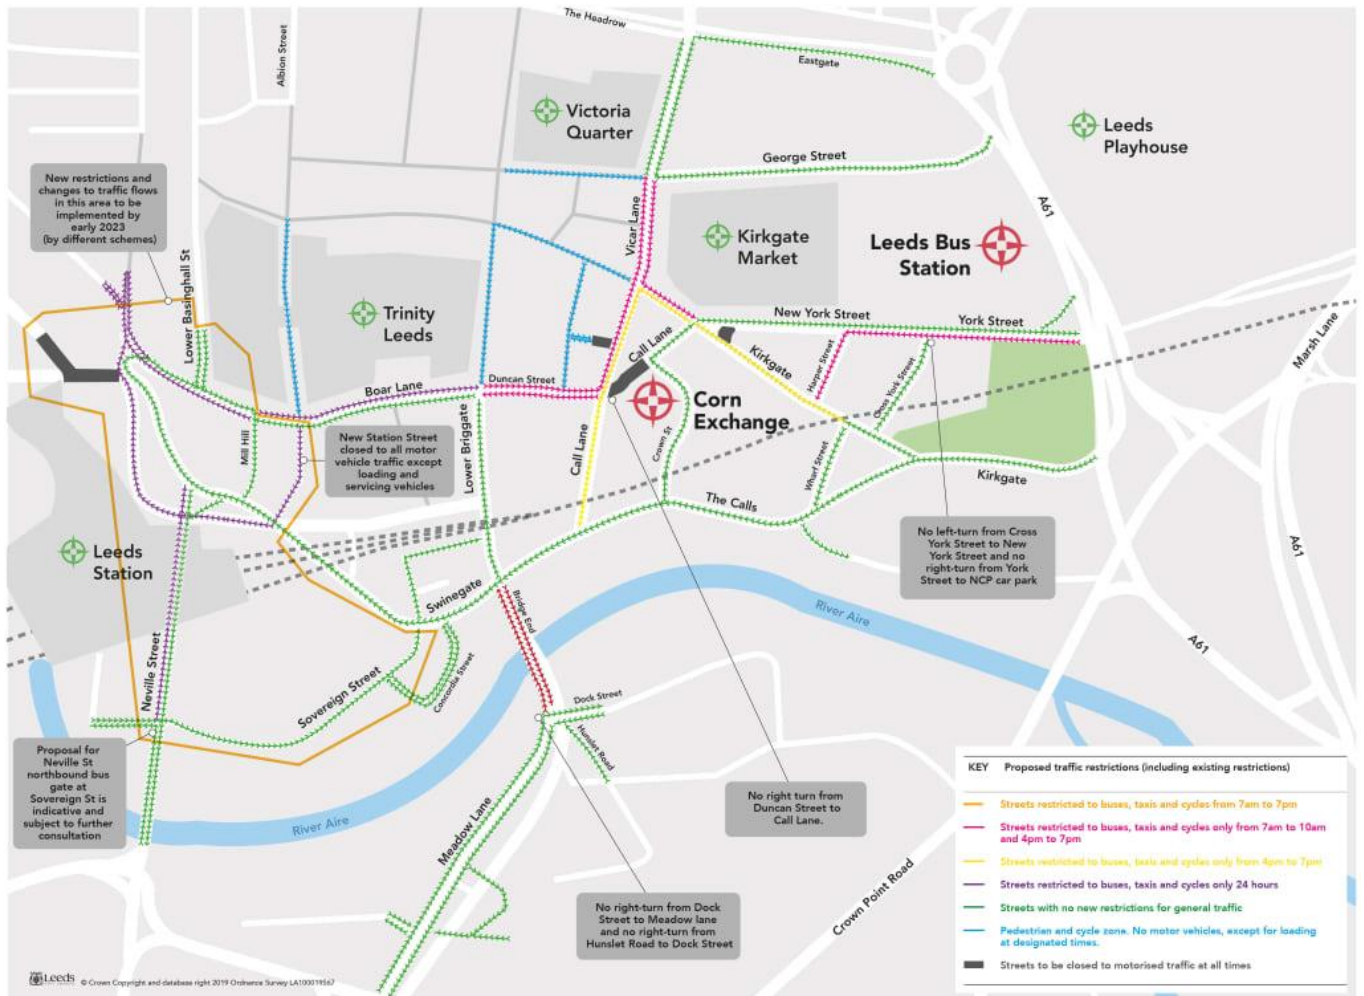 The Headrow
Albion Street
Eastgate
Victoria
Quarter
Leeds
Playhouse
George Street
New restrictions and
changes to traffic flows
in this area to be
implemented by
early 2023
(by different schemes)
A61
Vicar Lane
Kirkgate
Market
Leeds Bus
Station
Lower Basinghall St
Trinity
Leeds
New York Street
York Street
Marsh Lane
Call Lane
Kirkgate
Harper Street
Cross York Street
Boar Lane
Duncan Street
Corn
Exchange
Mill Hill
New Station Street
closed to all motor
vehicle traffic except
loading and
servicing vehicles
Lower Briggate
Call Lane
Crown St
Wharf Street
Kirkgate
The Calls
Leeds
Station
No left-turn from Cross
York Street to New
York Street and no
right-turn from York
Street to NCP car park
A61
Swinegate
Bridge End
River Aire
A61
Neville Street
Sovereign Street
Concordia Street
Dock Street
Hunslet Road
Proposal for
Neville St
northbound bus
gate at
Sovereign St is
indicative and
subject to further
consultation
River Aire
Meadow Lane
No right turn from
Duncan Street to
Call Lane.
Crown Point Road
No right-turn from Dock
Street to Meadow lane
and no right-turn from
Hunslet Road to Dock Street
KEY Proposed traffic restrictions (including existing restrictions)
Streets restricted to buses, taxis and cycles from 7am to 7pm
Streets restricted to buses, taxis and cycles only from 7am to 10am
and 4pm to 7pm
Streets restricted to buses, taxis and cycles only from 4pm to 7pm
Streets restricted to buses, taxis and cycles only 24 hours
Streets with no new restrictions for general traffic
Pedestrian and cycle zone. No motor vehicles, except for loading
at designated times.
Streets to be closed to motorised traffic at all times
Leeds
© Crown Copyright and database right 2019 Ordnance Survey LA100019567